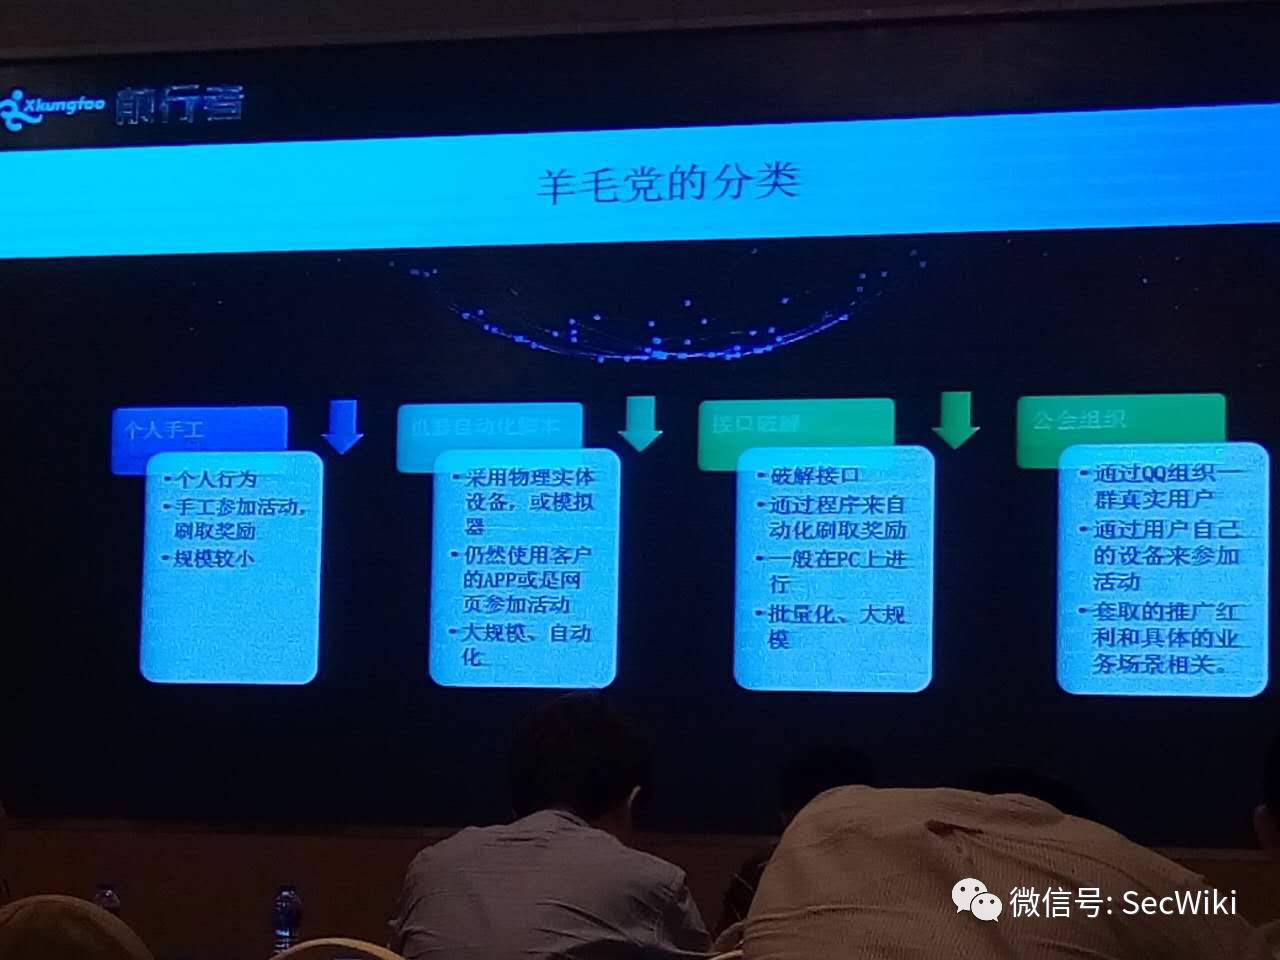 Xkungfoo 前行者
羊毛党的分类
个人手工
•个人行为
•手工参加活动，
刷取奖励
•规模较小
机器自动化脚本
•采用物理实体
设备，或模拟
器
•仍然使用客户
的APP或是网
页参加活动
•大规模、自动
化
接口破解
•破解接口
•通过程序来自
动化刷取奖励
•一般在PC上进
行
•批量化、大规
模
公会组织
•通过QQ组织一
群真实用户
•通过用户自己
的设备来参加
活动
•套取的推广红
利和具体的业
务场景相关。
微信号: SecWiki